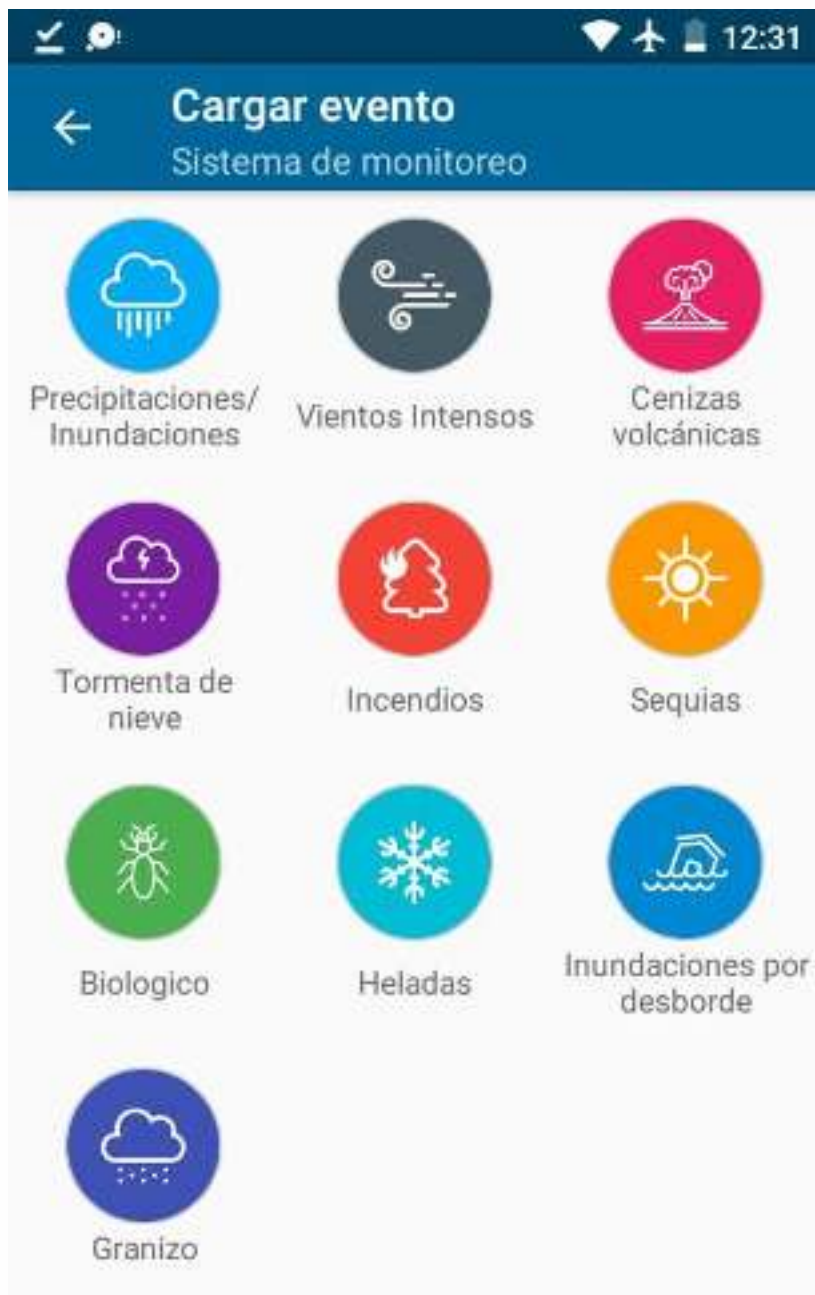 12:31
Cargar evento
Sistema de monitoreo
Precipitaciones/
Inundaciones
Vientos Intensos
Cenizas
volcánicas
Tormenta de
nieve
Incendios
Sequias
Biologico
Heladas
Inundaciones por
desborde
Granizo